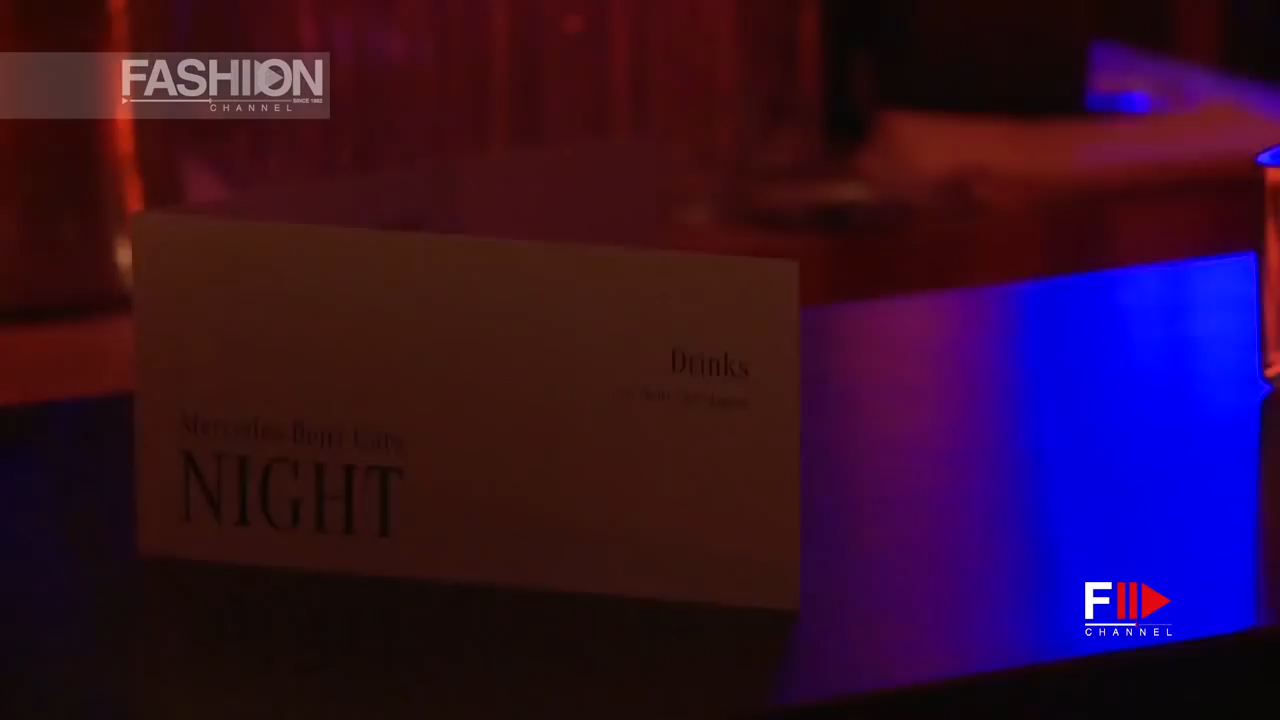 FASHION
SINCE 1982
CHANNEL
Drinks
Mercedes-Benz Cars
NIGHT
F
CHANNEL